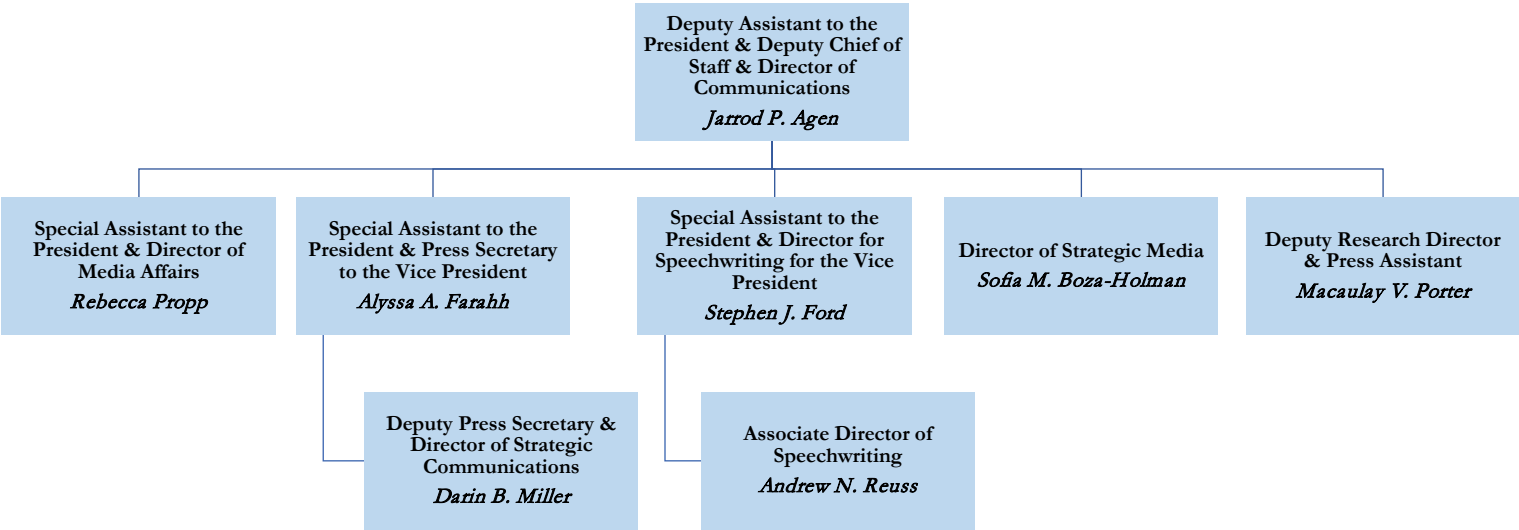 Deputy Assistant to the
President & Deputy Chief of
Staff & Director of
Communications
Jarrod P. Agen
Special Assistant to the
President & Director of
Media Affairs
Rebecca Propp
Special Assistant to the
President & Press Secretary
to the Vice President
Alyssa A. Farahh
Special Assistant to the
President & Director for
Speechwriting for the Vice
President
Stephen J. Ford
Director of Strategic Media
Sofia M. Boza-Holman
Deputy Research Director
& Press Assistant
Macaulay V. Porter
Deputy Press Secretary &
Director of Strategic
Communications
Darin B. Miller
Associate Director of
Speechwriting
Andrew N. Reuss